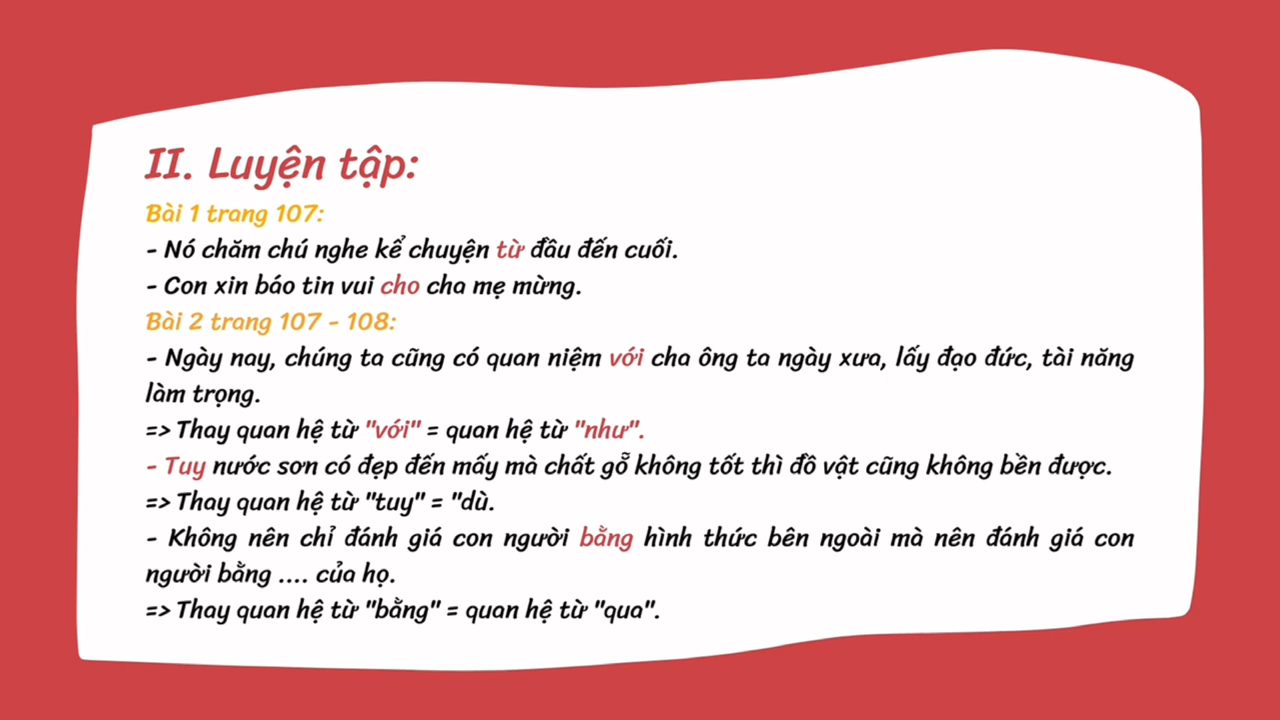 II. Luyện tập:
Bài 1 trang 107:
- Nó chăm chú nghe kể chuyện từ đầu đến cuối.
- Con xin báo tin vui cho cha mẹ mừng.
Bài 2 trang 107 - 108:
- Ngày nay, chúng ta cũng có quan niệm với cha ông ta ngày xưa, lấy đạo đức, tài năng
làm trọng.
=> Thay quan hệ từ "với" = quan hệ từ "như".
- Tuy nước sơn có đẹp đến mấy mà chất gỗ không tốt thì đồ vật cũng không bền được.
=> Thay quan hệ từ "tuy" = "dù.
- Không nên chỉ đánh giá con người bằng hình thức bên ngoài mà nên đánh giá con
người bằng .... của họ.
=> Thay quan hệ từ "bằng" = quan hệ từ "qua".